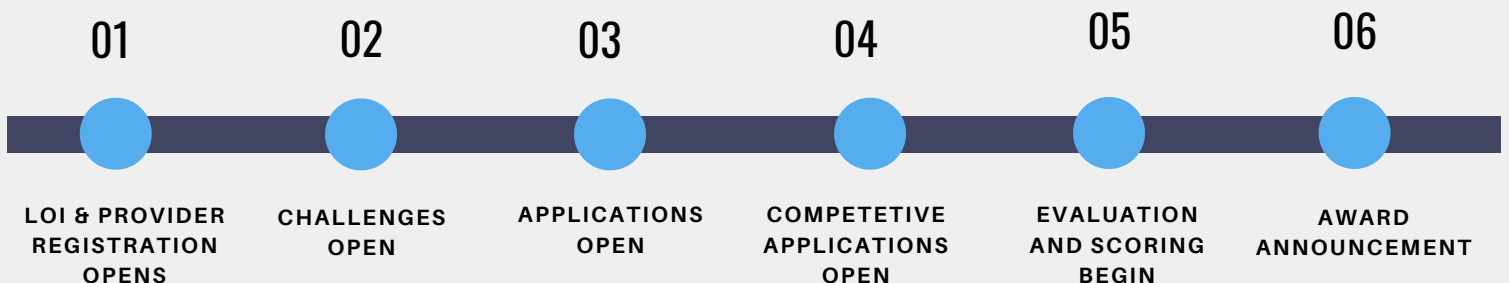 01
LOI & PROVIDER
REGISTRATION
OPENS
02
CHALLENGES
OPEN
03
APPLICATIONS
OPEN
04
COMPETETIVE
APPLICATIONS
OPEN
05
EVALUATION
AND SCORING
BEGIN
06
AWARD
ANNOUNCEMENT